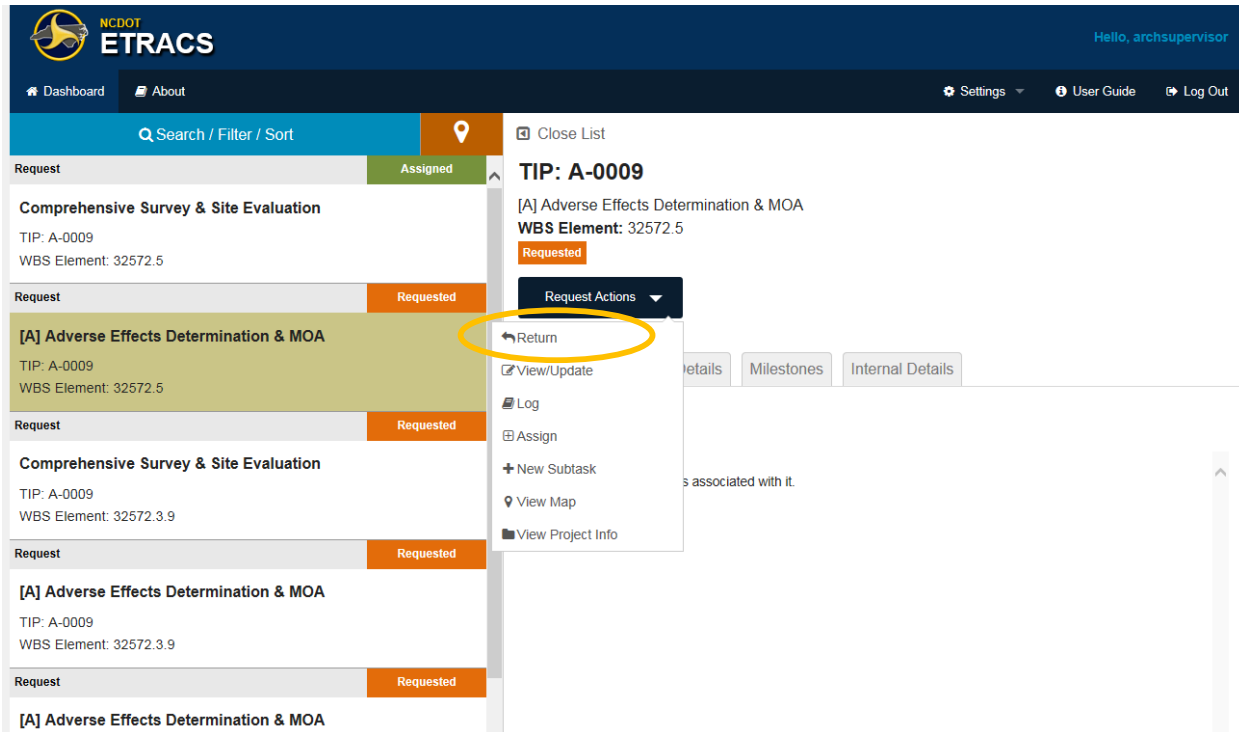 NCDOT
ETRACS
Hello, archsupervisor
Dashboard
About
Settings
User Guide
Log Out
Search / Filter / Sort
Request
Assigned
Comprehensive Survey & Site Evaluation
TIP: A-0009
WBS Element: 32572.5
Request
Requested
[A] Adverse Effects Determination & MOA
TIP: A-0009
WBS Element: 32572.5
Request
Requested
Comprehensive Survey & Site Evaluation
TIP: A-0009
WBS Element: 32572.3.9
Request
Requested
[A] Adverse Effects Determination & MOA
TIP: A-0009
WBS Element: 32572.3.9
Request
Requested
[A] Adverse Effects Determination & MOA
Close List
TIP: A-0009
[A] Adverse Effects Determination & MOA
WBS Element: 32572.5
Requested
Request Actions
Return
View/Update
Log
Assign
New Subtask
View Map
View Project Info
Milestones
Internal Details
associated with it.